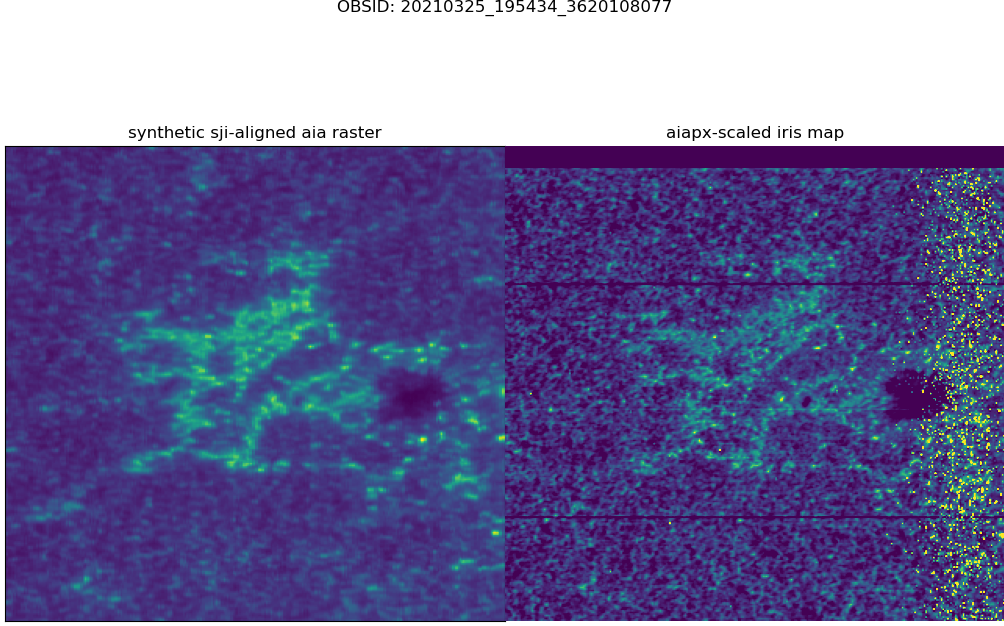 OBSID: 20210325_195434_3620108077
synthetic sji-aligned aia raster
aiapx-scaled iris map